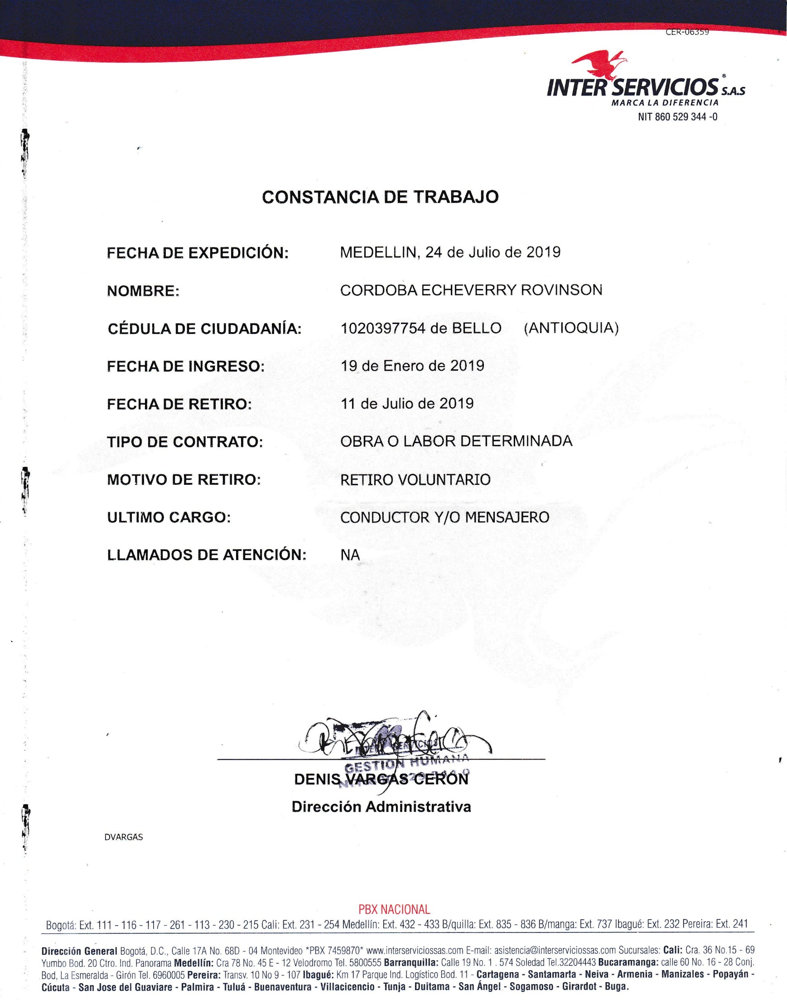 CER-06359
INTER SERVICIOS® S.A.S
MARCA LA DIFERENCIA
NIT 860 529 344 -0
CONSTANCIA DE TRABAJO
FECHA DE EXPEDICIÓN: MEDELLIN, 24 de Julio de 2019
NOMBRE: CORDOBA ECHEVERRY ROVINSON
CÉDULA DE CIUDADANÍA: 1020397754 de BELLO (ANTIOQUIA)
FECHA DE INGRESO: 19 de Enero de 2019
FECHA DE RETIRO: 11 de Julio de 2019
TIPO DE CONTRATO: OBRA O LABOR DETERMINADA
MOTIVO DE RETIRO: RETIRO VOLUNTARIO
ULTIMO CARGO: CONDUCTOR Y/O MENSAJERO
LLAMADOS DE ATENCIÓN: NA
GESTION HUMANA
DENIS VARGAS CERON
Dirección Administrativa
DVARGAS
PBX NACIONAL
Bogotá: Ext. 111 - 116 - 117 - 261 - 113 - 230 - 215 Cali: Ext. 231 - 254 Medellín: Ext. 432 - 433 B/quilla: Ext. 835 - 836 B/manga: Ext. 737 Ibagué: Ext. 232 Pereira: Ext. 241
Dirección General Bogotá, D.C., Calle 17A No. 68D - 04 Montevideo *PBX 7459870* www.interserviciossas.com E-mail: asistencia@interserviciossas.com Sucursales: Cali: Cra. 36 No.15 - 69
Yumbo Bod. 20 Ctro. Ind. Panorama Medellín: Cra 78 No. 45 E - 12 Velodromo Tel. 5800555 Barranquilla: Calle 19 No. 1 . 574 Soledad Tel.32204443 Bucaramanga: calle 60 No. 16 - 28 Conj.
Bod, La Esmeralda - Girón Tel. 6960005 Pereira: Transv. 10 No 9 - 107 Ibagué: Km 17 Parque Ind. Logístico Bod. 11 - Cartagena - Santamarta - Neiva - Armenia - Manizales - Popayán -
Cúcuta - San Jose del Guaviare - Palmira - Tuluá - Buenaventura - Villacicencio - Tunja - Duitama - San Ángel - Sogamoso - Girardot - Buga.